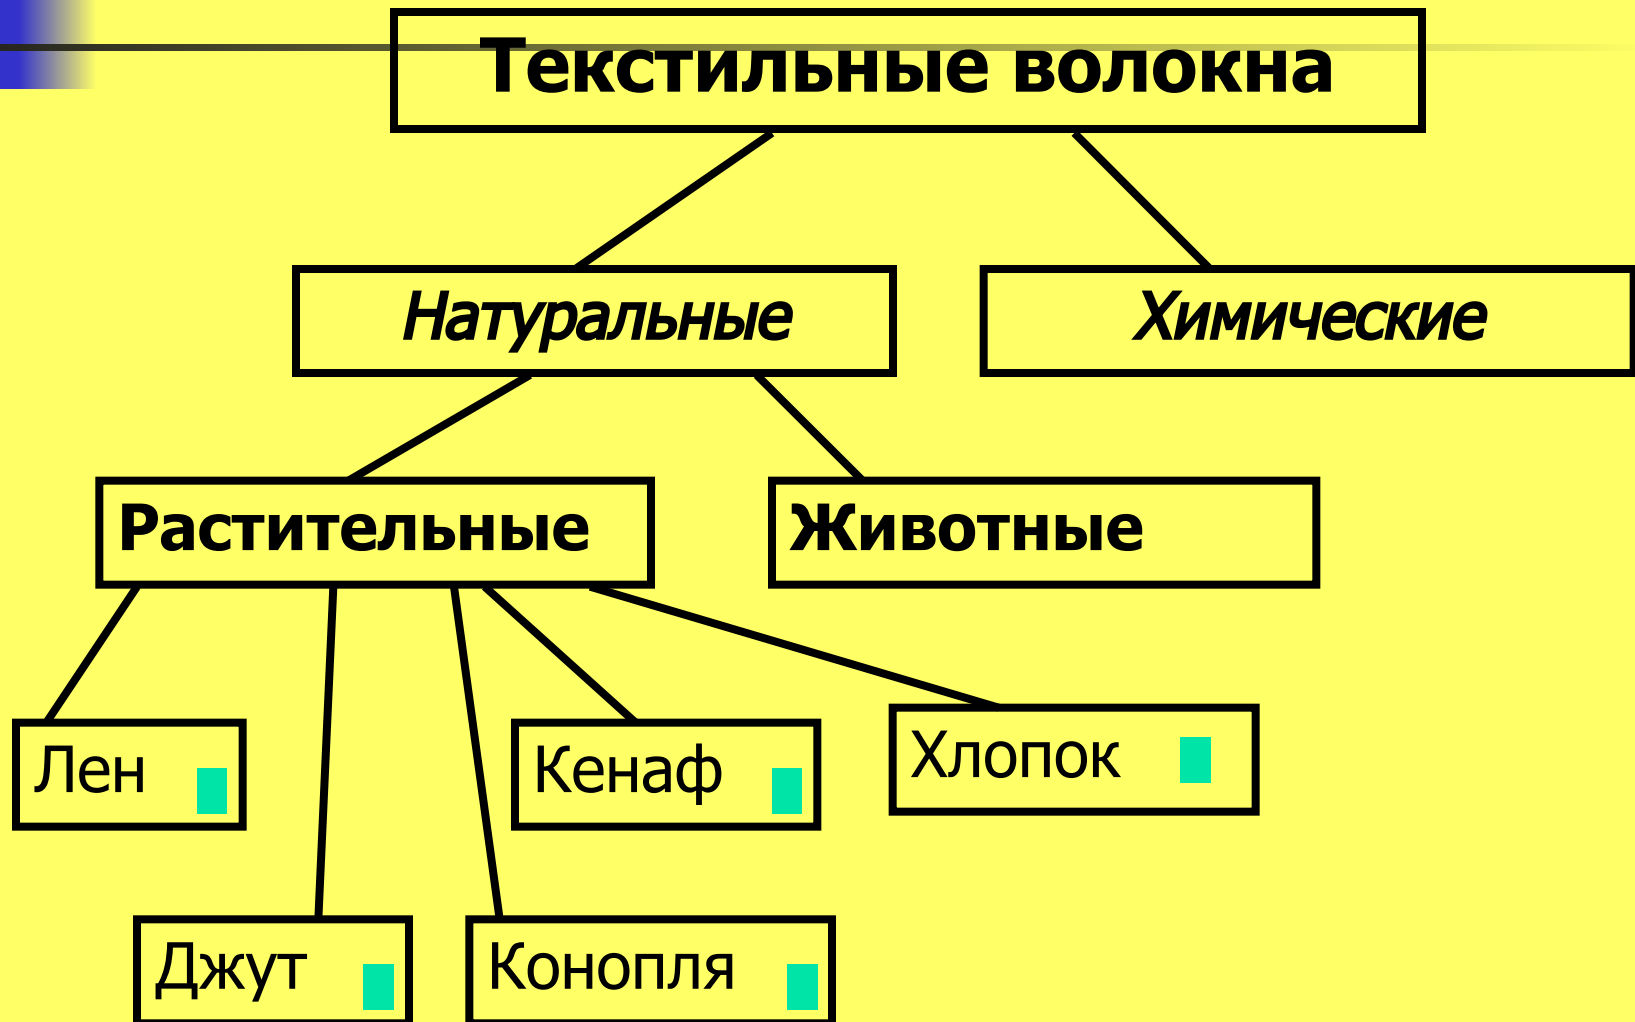 Текстильные волокна
Натуральные
Химические
Растительные
Животные
Лен
Кенаф
Хлопок
Джут
Конопля